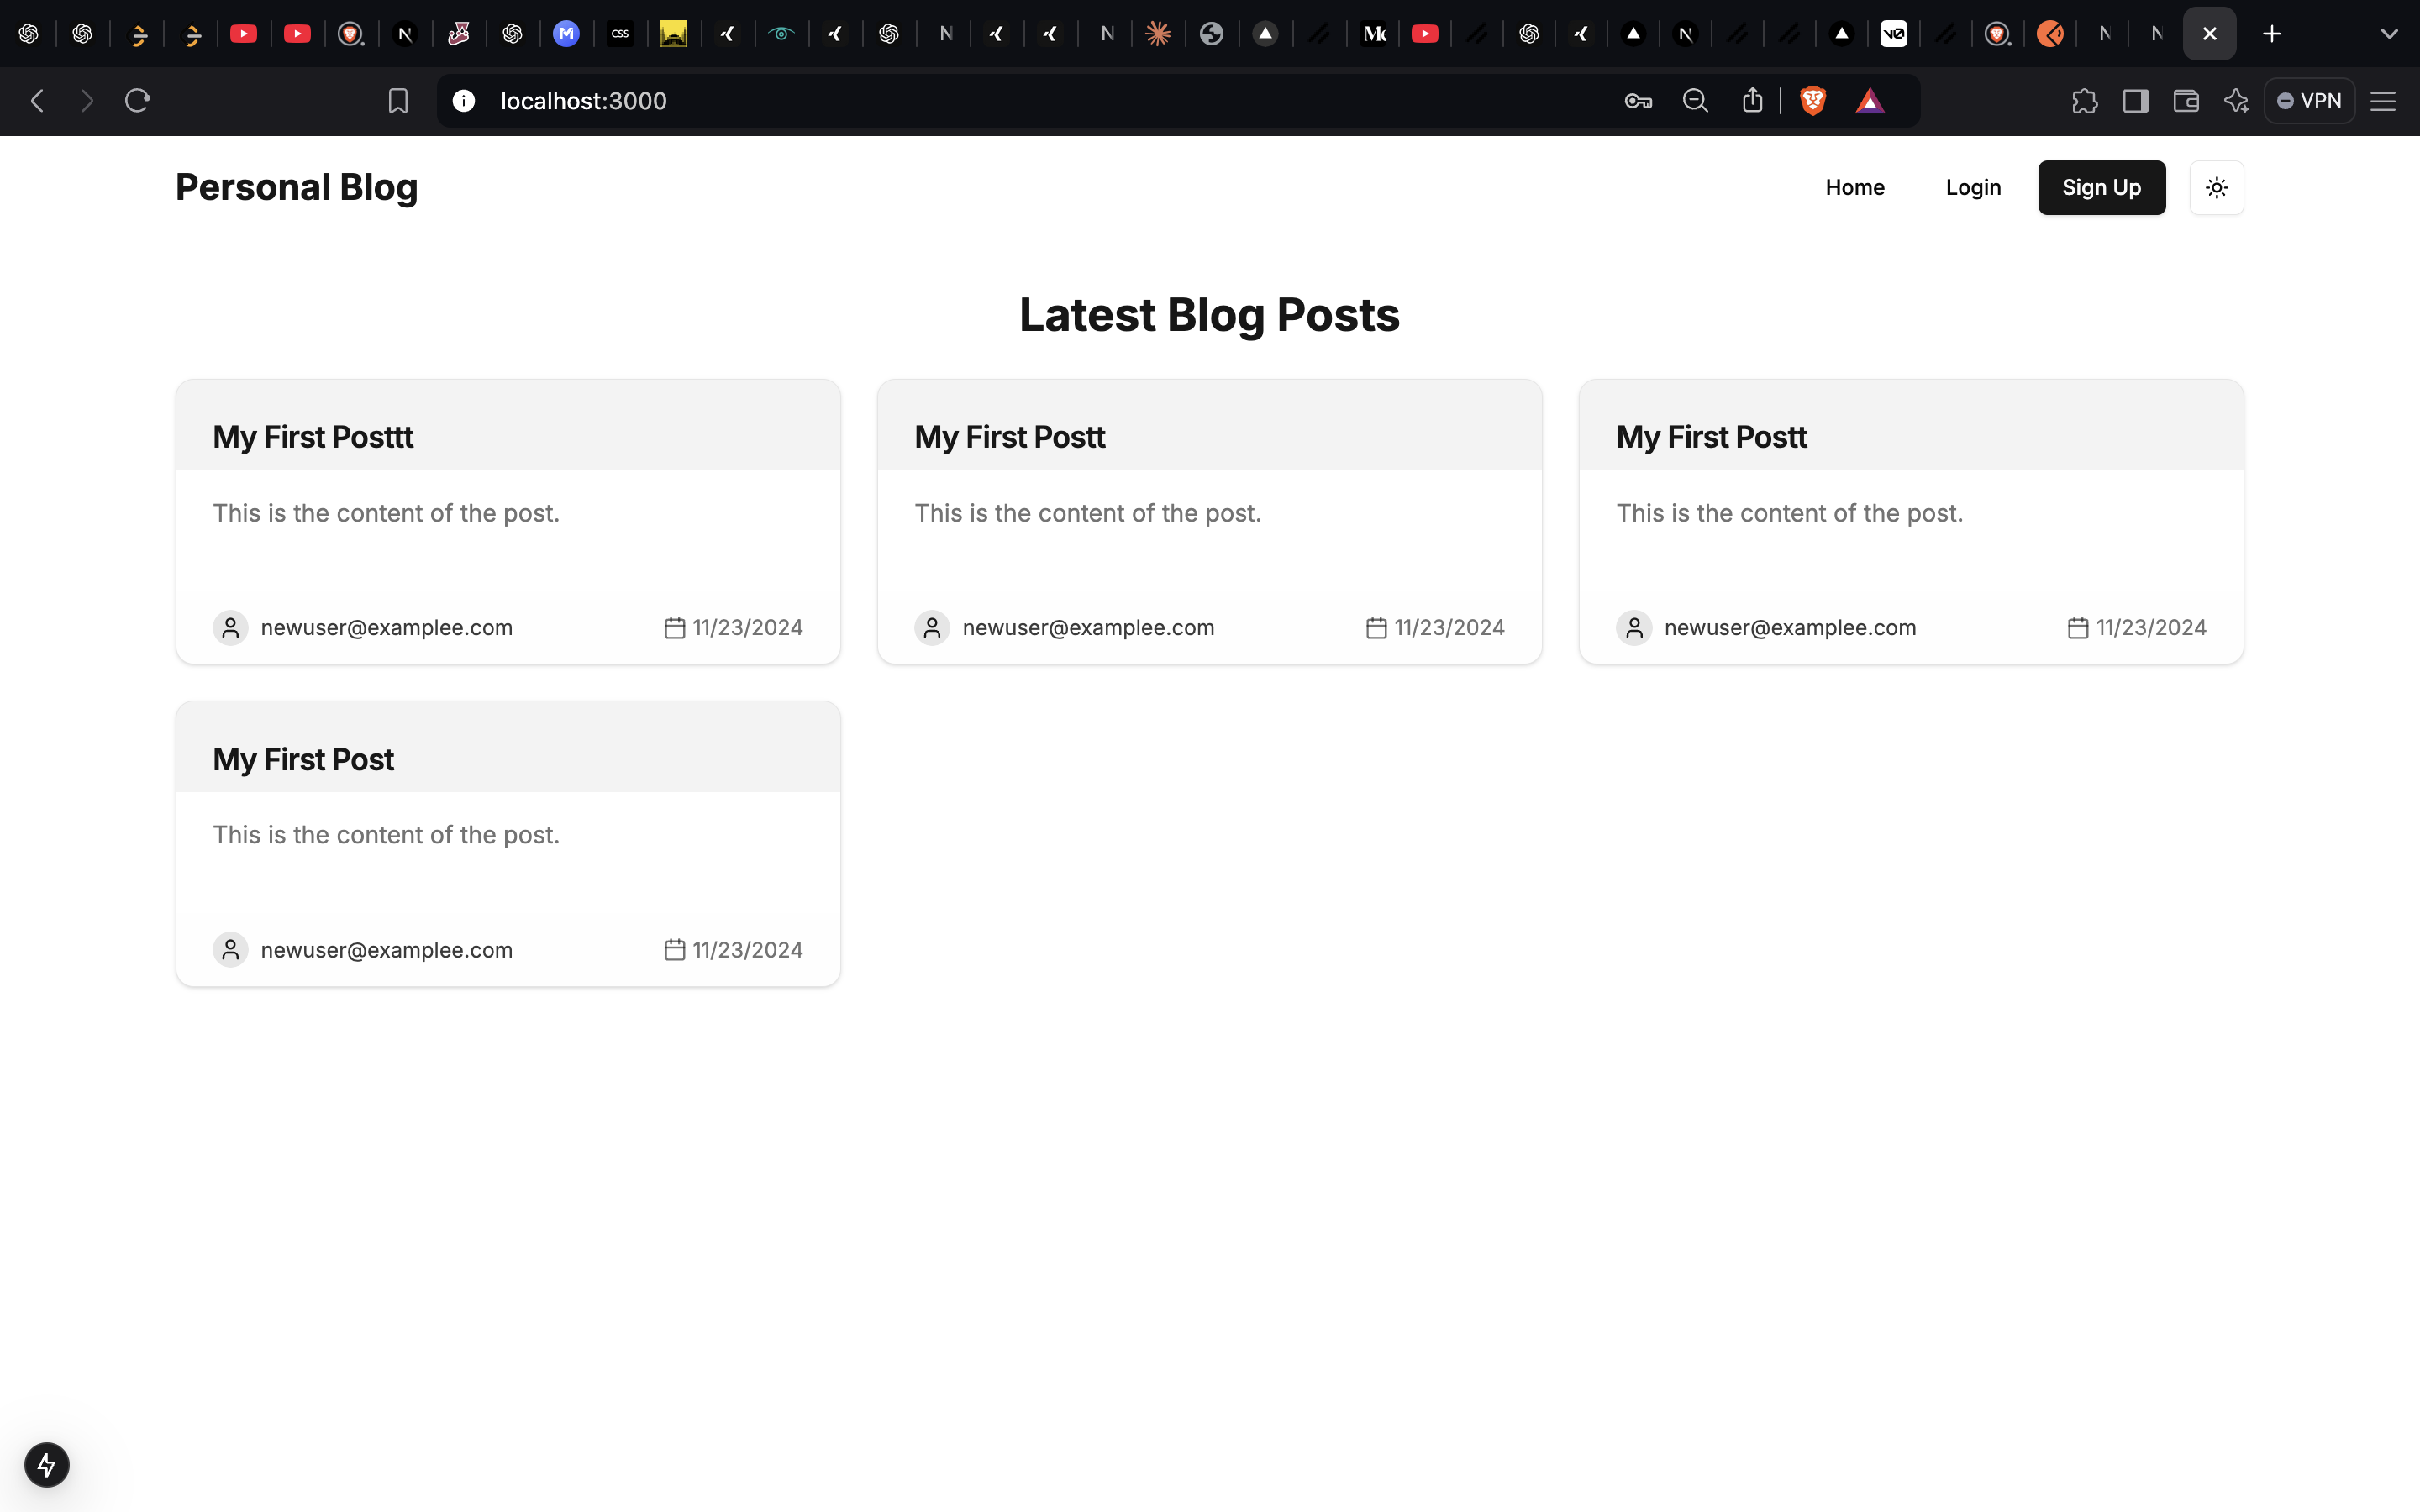 CSS
M
N
N
N
N
Me
N
v0
N
N
localhost:3000
VPN
Personal Blog
Home
Login
Sign Up
Latest Blog Posts
My First Posttt
My First Postt
My First Postt
This is the content of the post.
This is the content of the post.
This is the content of the post.
newuser@examplee.com
11/23/2024
newuser@examplee.com
11/23/2024
newuser@examplee.com
11/23/2024
My First Post
This is the content of the post.
newuser@examplee.com
11/23/2024